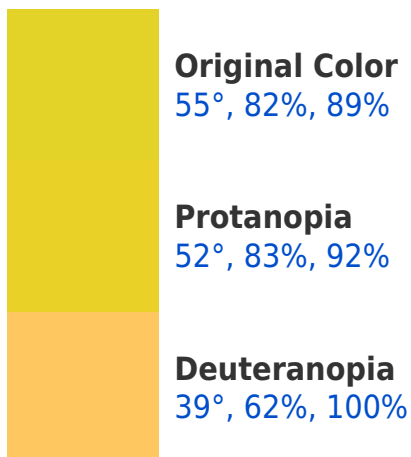 Original Color
55°, 82%, 89%
Protanopia
52°, 83%, 92%
Deuteranopia
39°, 62%, 100%